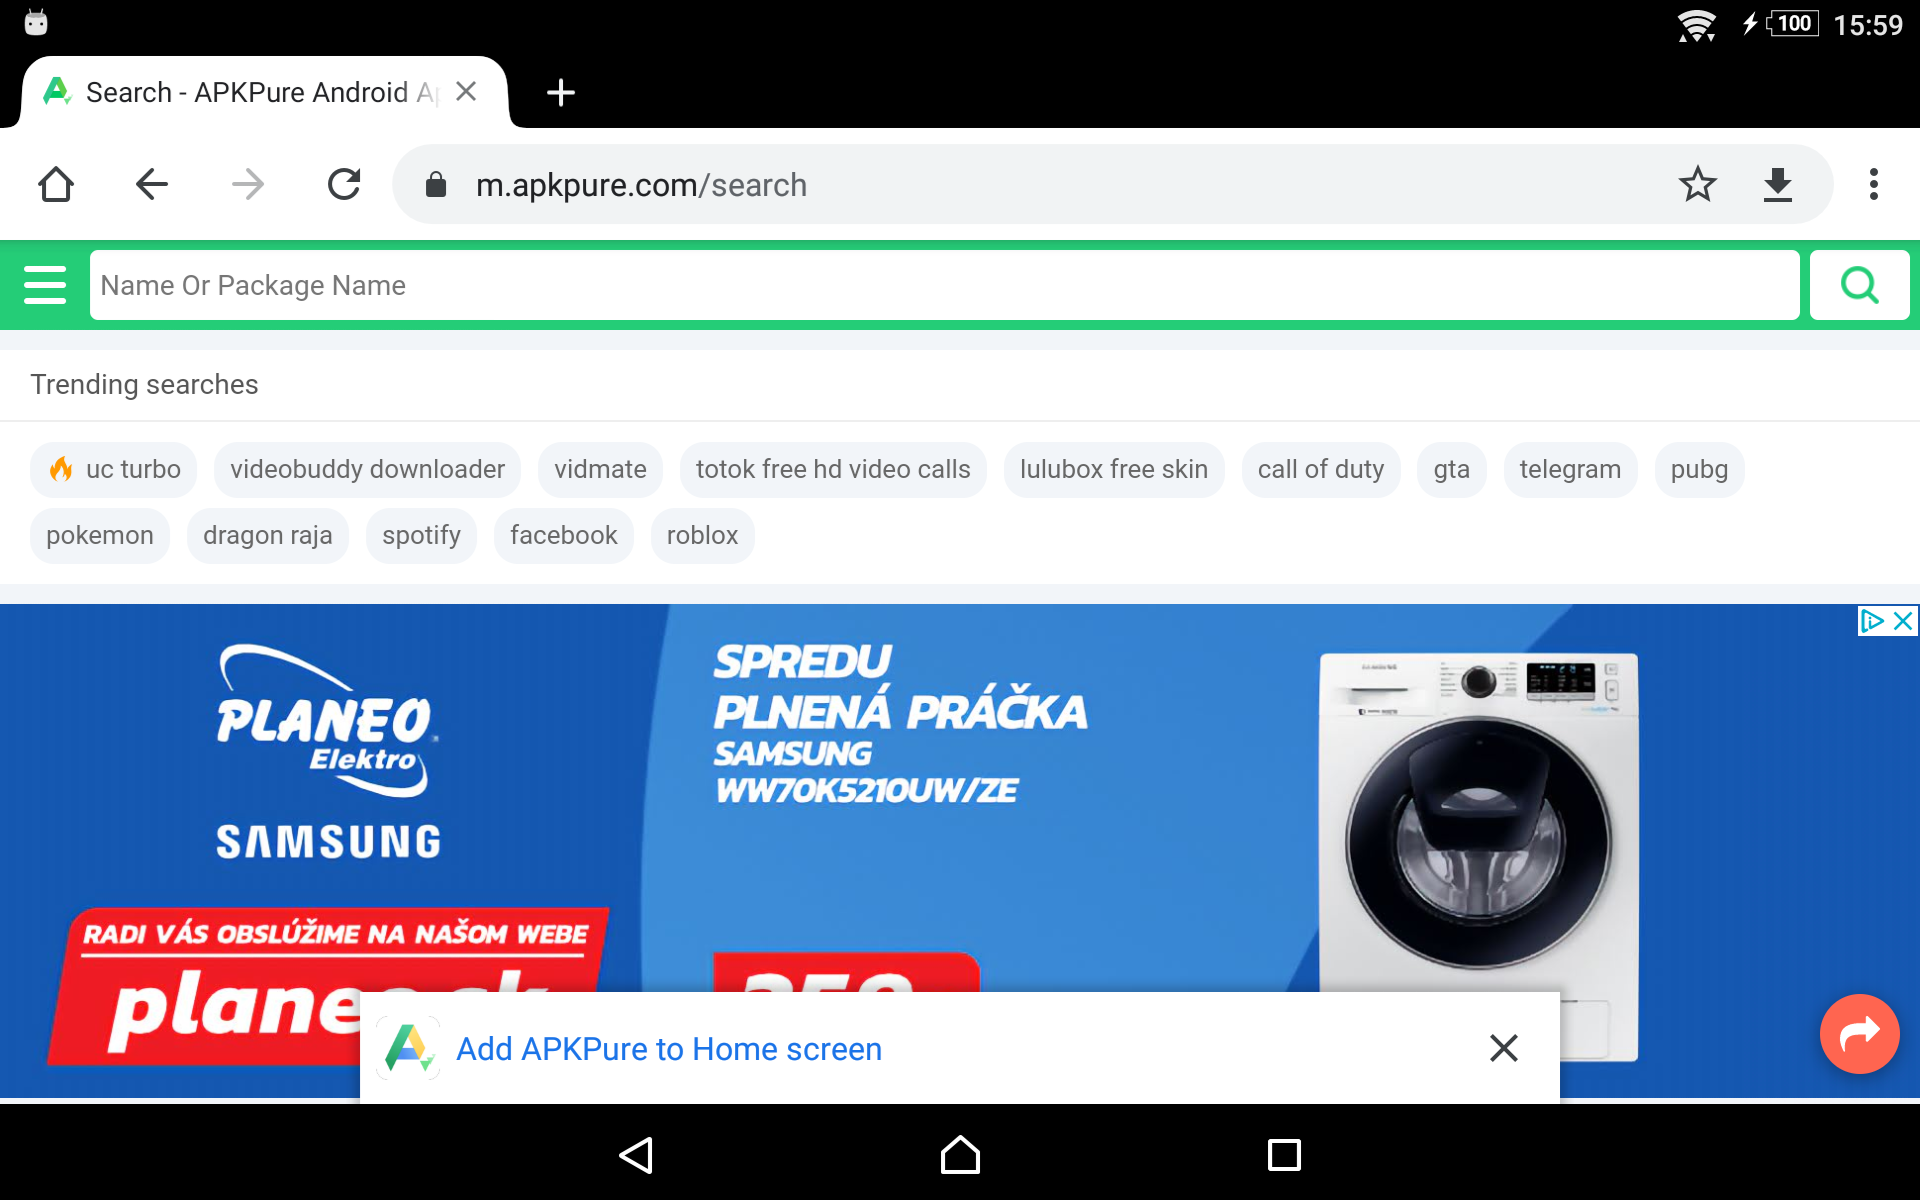 100 15:59
Search - APKPure Android A
m.apkpure.com/search
Name Or Package Name
Trending searches
uc turbo videobuddy downloader vidmate totok free hd video calls lulubox free skin call of duty gta telegram pubg
pokemon dragon raja spotify facebook roblox
PLANEO
Elektro
SAMSUNG
RADI VÁS OBSLÚŽIME NA NAŠOM WEBE
SPREDU
PLNENÁ PRÁČKA
SAMSUNG
WW70K5210UW/ZE
Add APKPure to Home screen